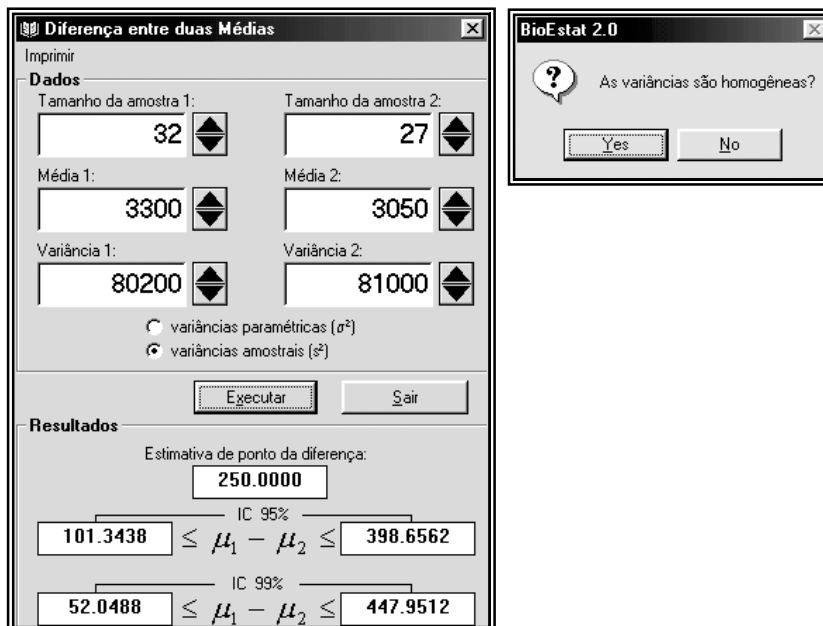 Diferença entre duas Médias
Imprimir
Dados
Tamanho da amostra 1: Tamanho da amostra 2:
32 27
Média 1: Média 2:
3300 3050
Variância 1: Variância 2:
80200 81000
variâncias paramétricas (σ²)
variâncias amostrais (s²)
Executar Sair
Resultados
Estimativa de ponto da diferença:
250.0000
IC 95%
101.3438 ≤ μ₁ − μ₂ ≤ 398.6562
IC 99%
52.0488 ≤ μ₁ − μ₂ ≤ 447.9512
BioEstat 2.0
? As variâncias são homogêneas?
Yes No